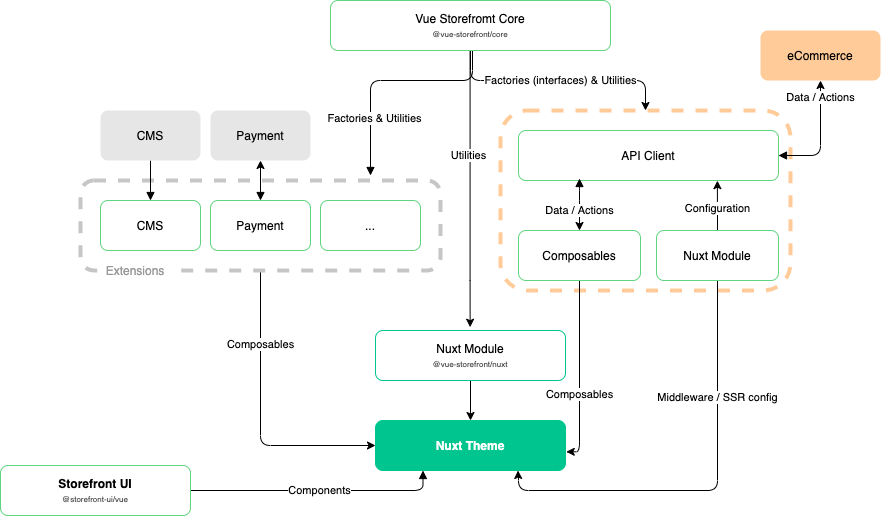 Vue Storefromt Core
@vue-storefront/core
eCommerce
Factories (interfaces) & Utilities
Data / Actions
Factories & Utilities
CMS
Payment
Utilities
API Client
Data / Actions
Configuration
CMS
Payment
...
Extensions
Composables
Nuxt Module
Composables
Nuxt Module
@vue-storefront/nuxt
Composables
Middleware / SSR config
Nuxt Theme
Storefront UI
@storefront-ui/vue
Components